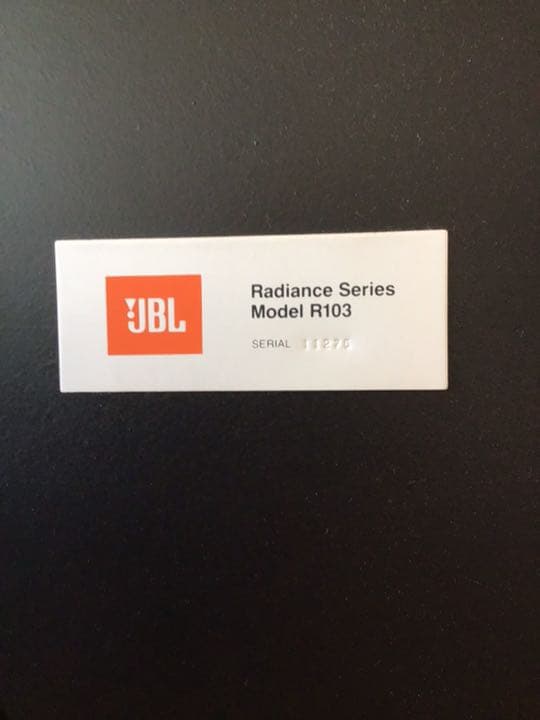 JBL
Radiance Series
Model R103
SERIAL